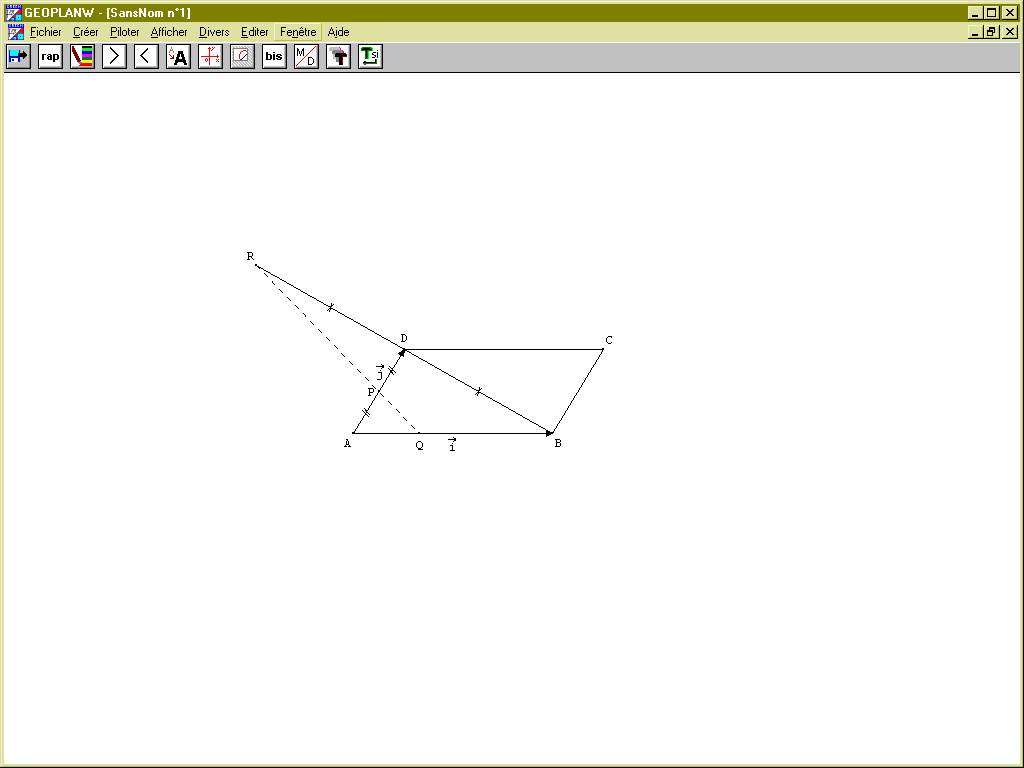 GEOPLANW - [SansNom n°1]
Fichier Créer Piloter Afficher Divers Editer Fenêtre Aide
rap > < A bis M/D T
R
D C
j
P
A Q i B